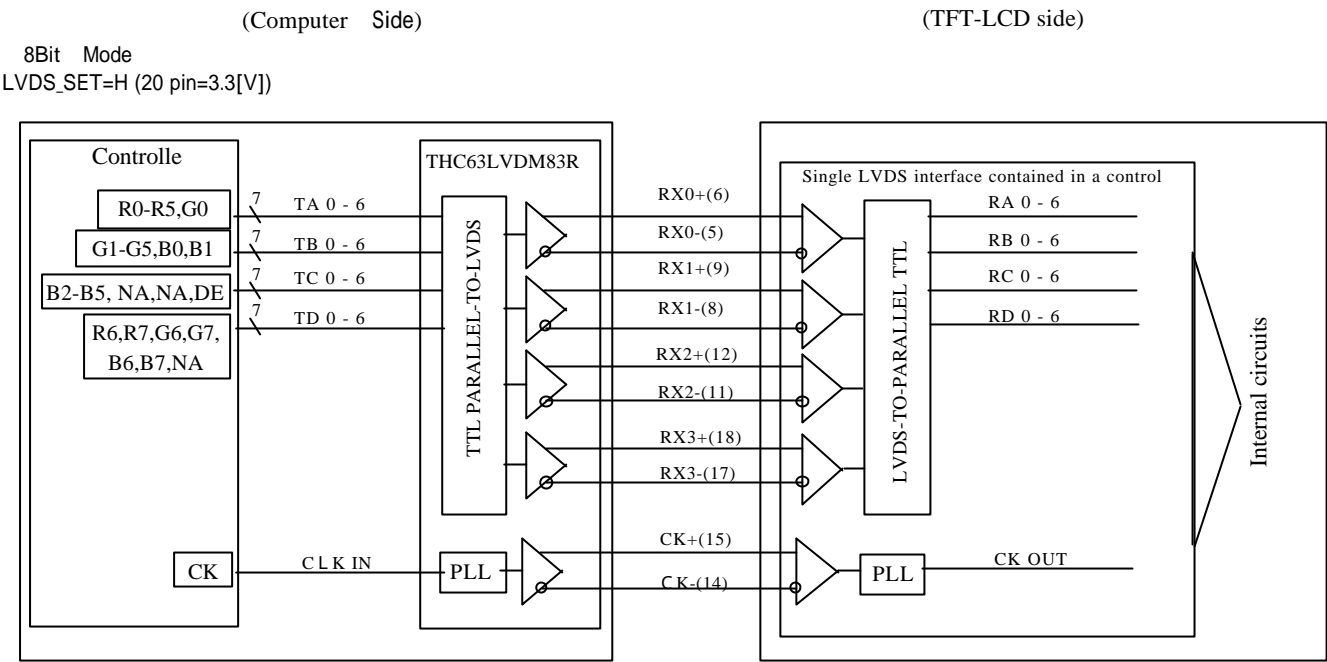 (Computer Side)
(TFT-LCD side)
8Bit Mode
LVDS_SET=H (20 pin=3.3[V])
Controlle
THC63LVDM83R
Single LVDS interface contained in a control
R0-R5,G0
7
TA 0 - 6
G1-G5,B0,B1
7
TB 0 - 6
B2-B5, NA,NA,DE
7
TC 0 - 6
R6,R7,G6,G7,
B6,B7,NA
7
TD 0 - 6
TTL PARALLEL-TO-LVDS
RX0+(6)
RX0-(5)
RX1+(9)
RX1-(8)
RX2+(12)
RX2-(11)
RX3+(18)
RX3-(17)
LVDS-TO-PARALLEL TTL
RA 0 - 6
RB 0 - 6
RC 0 - 6
RD 0 - 6
Internal circuits
CK
CLK IN
PLL
CK+(15)
CK-(14)
PLL
CK OUT